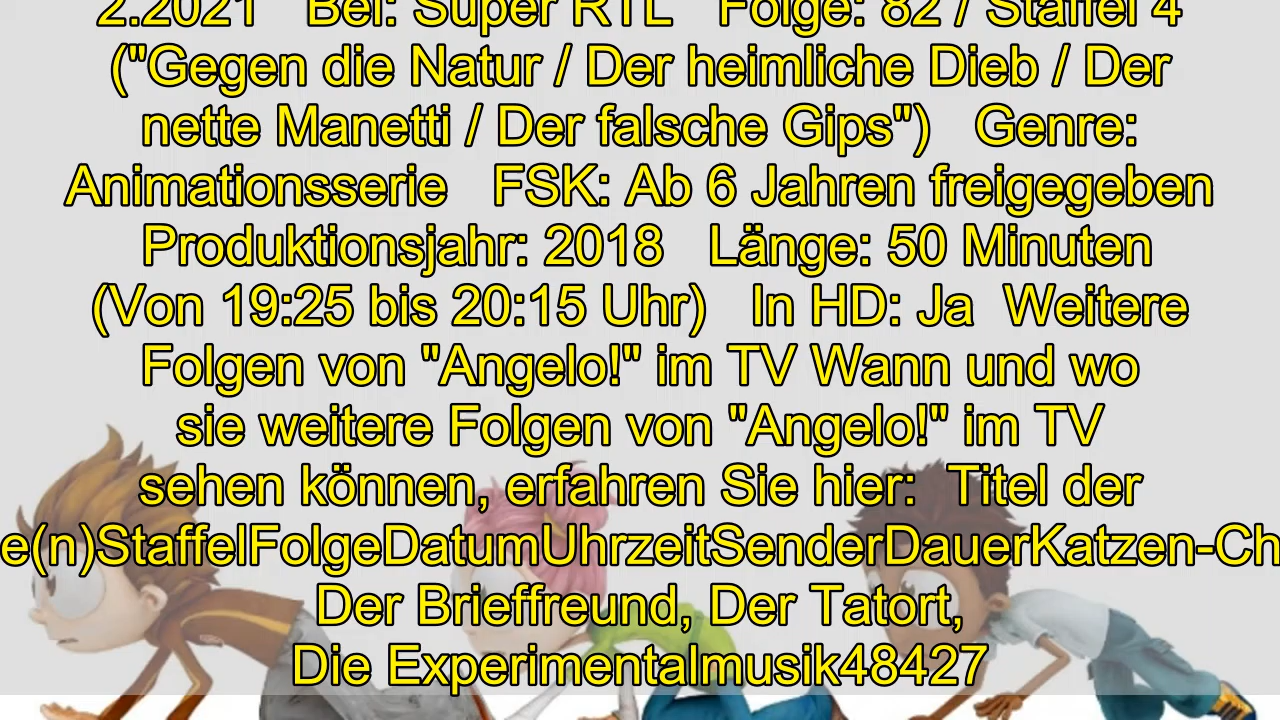 2.2021 Bei: Super RTL Folge: 82 / Staffel 4
("Gegen die Natur / Der heimliche Dieb / Der
nette Manetti / Der falsche Gips") Genre:
Animationsserie FSK: Ab 6 Jahren freigegeben
Produktionsjahr: 2018 Länge: 50 Minuten
(Von 19:25 bis 20:15 Uhr) In HD: Ja Weitere
Folgen von "Angelo!" im TV Wann und wo
sie weitere Folgen von "Angelo!" im TV
sehen können, erfahren Sie hier: Titel der
e(n)StaffelFolgeDatumUhrzeitSenderDauerKatzen-Ch
Der Brieffreund, Der Tatort,
Die Experimentalmusik48427